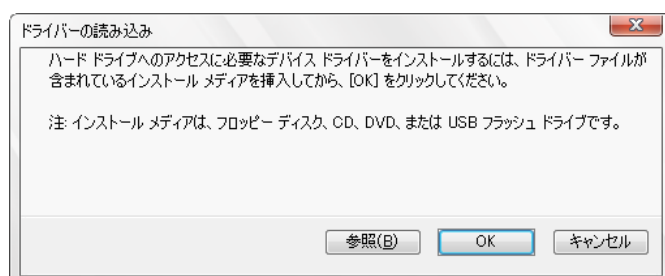 ドライバーの読み込み
ハード ドライブへのアクセスに必要なデバイス ドライバーをインストールするには、ドライバー ファイルが
含まれているインストール メディアを挿入してから、[OK] をクリックしてください。
注: インストール メディアは、フロッピー ディスク、CD、DVD、または USB フラッシュ ドライブです。
参照(B) OK キャンセル